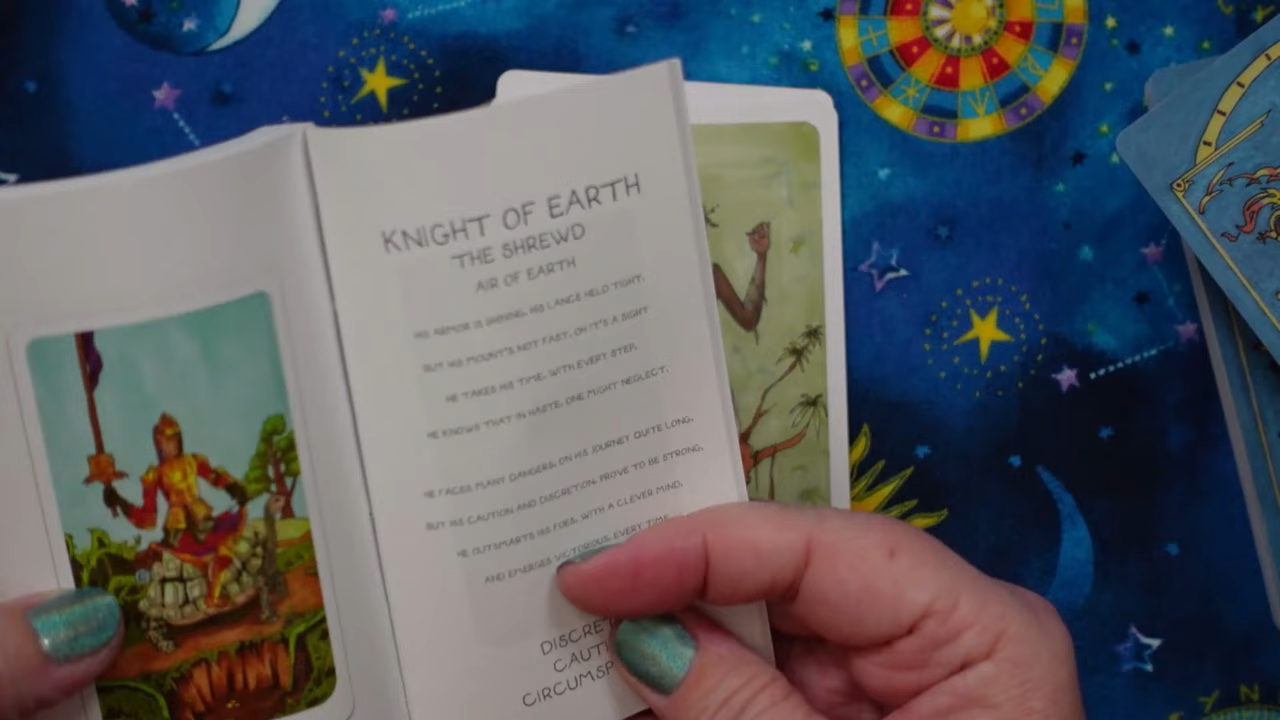 KNIGHT OF EARTH
THE SHREWD
AIR OF EARTH
HIS ARMOR IS SHINING, HIS LANCE HELD TIGHT,
BUT HIS MOUNT'S NOT FAST, OH IT'S A SIGHT
HE TAKES HIS TIME, WITH EVERY STEP,
HE KNOWS THAT IN HASTE, ONE MIGHT NEGLECT.
HE FACES MANY DANGERS, ON HIS JOURNEY QUITE LONG,
BUT HIS CAUTION AND DISCRETION, PROVE TO BE STRONG,
HE OUTSMARTS HIS FOES, WITH A CLEVER MIND,
AND EMERGES VICTORIOUS, EVERY TIME
DISCRET
CAUTI
CIRCUMSP
Y N